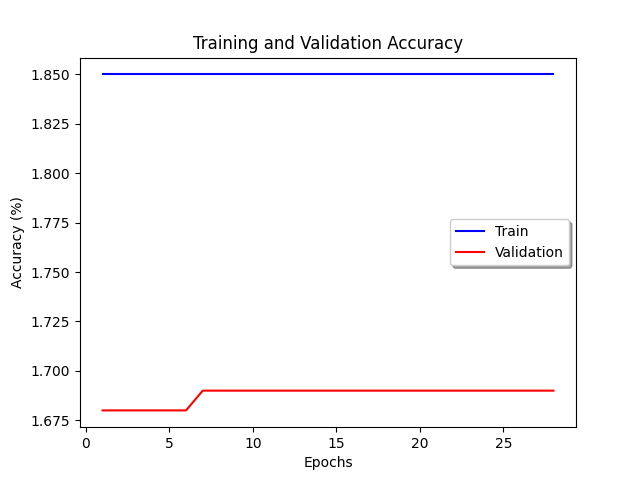 Training and Validation Accuracy
Accuracy (%)
1.850
1.825
1.800
1.775
1.750
1.725
1.700
1.675
Train
Validation
0 5 10 15 20 25
Epochs